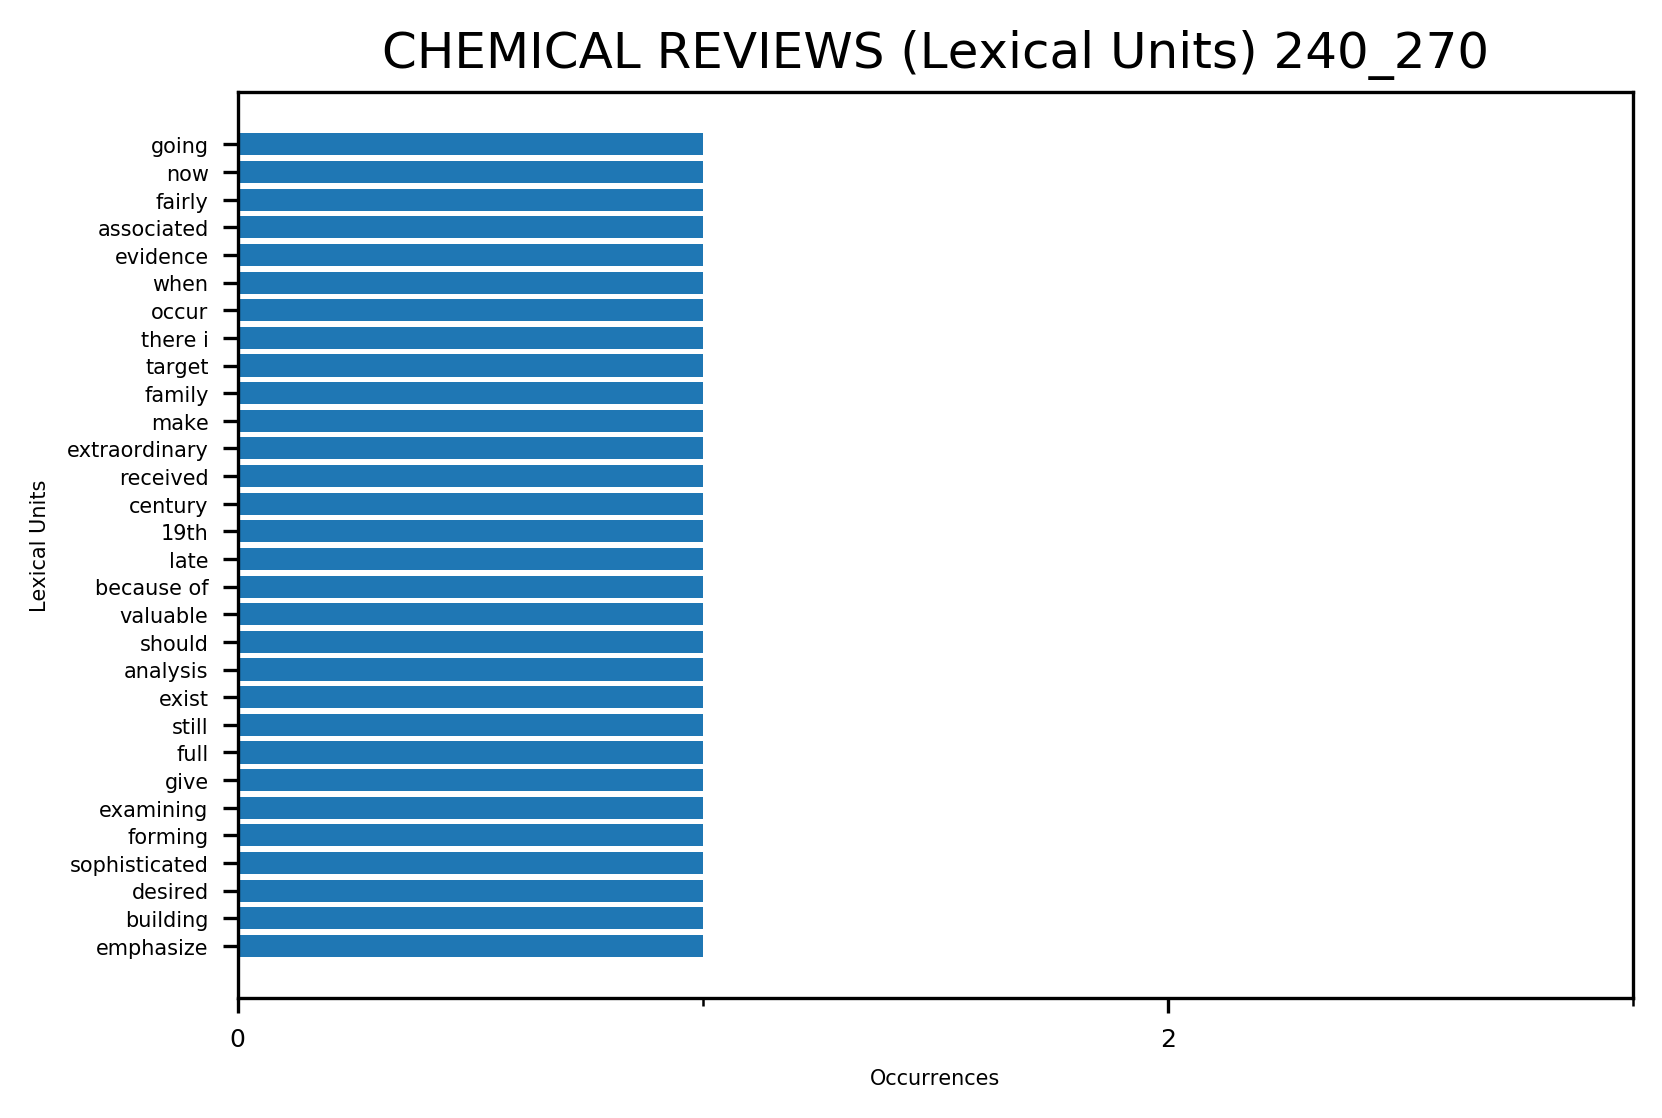 CHEMICAL REVIEWS (Lexical Units) 240_270
going
now
fairly
associated
evidence
when
occur
there i
target
family
make
extraordinary
received
century
19th
late
because of
valuable
should
analysis
exist
still
full
give
examining
forming
sophisticated
desired
building
emphasize
Lexical Units
0 2
Occurrences